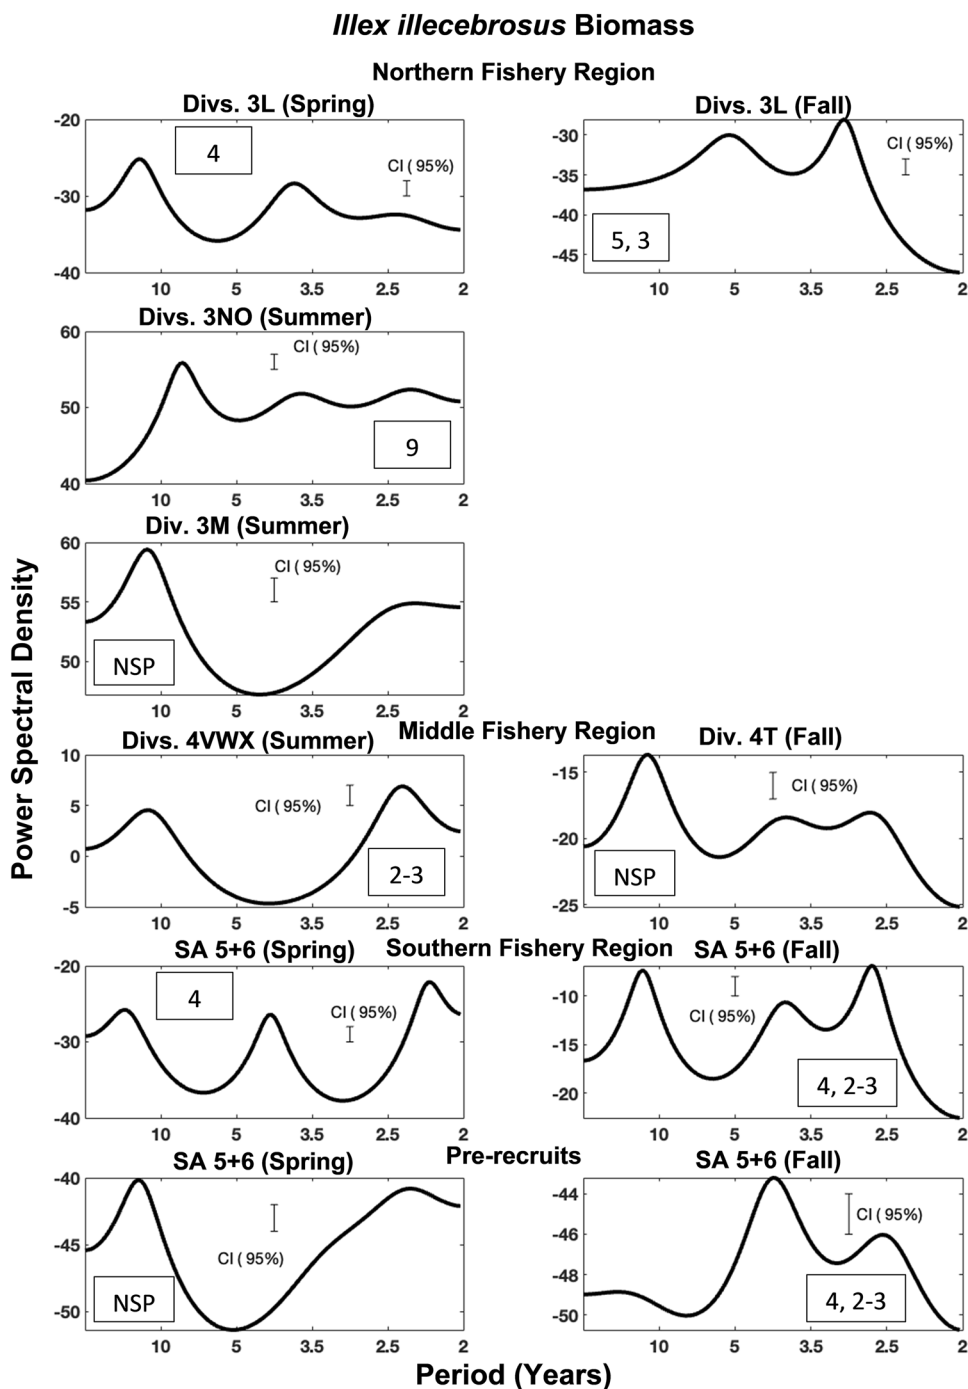 Illex illecebrosus Biomass
Northern Fishery Region
Divs. 3L (Spring)
-20
-30
-40
4
CI ( 95%)
10 5 3.5 2.5 2
Divs. 3L (Fall)
-30
-35
-40
-45
CI ( 95%)
5, 3
10 5 3.5 2.5 2
Divs. 3NO (Summer)
60
50
40
CI ( 95%)
9
10 5 3.5 2.5 2
Div. 3M (Summer)
60
55
50
CI ( 95%)
NSP
10 5 3.5 2.5 2
Power Spectral Density
Middle Fishery Region
Divs. 4VWX (Summer)
10
5
0
-5
CI ( 95%)
2-3
10 5 3.5 2.5 2
Div. 4T (Fall)
-15
-20
-25
CI ( 95%)
NSP
10 5 3.5 2.5 2
Southern Fishery Region
SA 5+6 (Spring)
-20
-30
-40
4
CI ( 95%)
10 5 3.5 2.5 2
SA 5+6 (Fall)
-10
-15
-20
CI ( 95%)
4, 2-3
10 5 3.5 2.5 2
Pre-recruits
SA 5+6 (Spring)
-40
-45
-50
CI ( 95%)
NSP
10 5 3.5 2.5 2
SA 5+6 (Fall)
-44
-46
-48
-50
CI ( 95%)
4, 2-3
10 5 3.5 2.5 2
Period (Years)